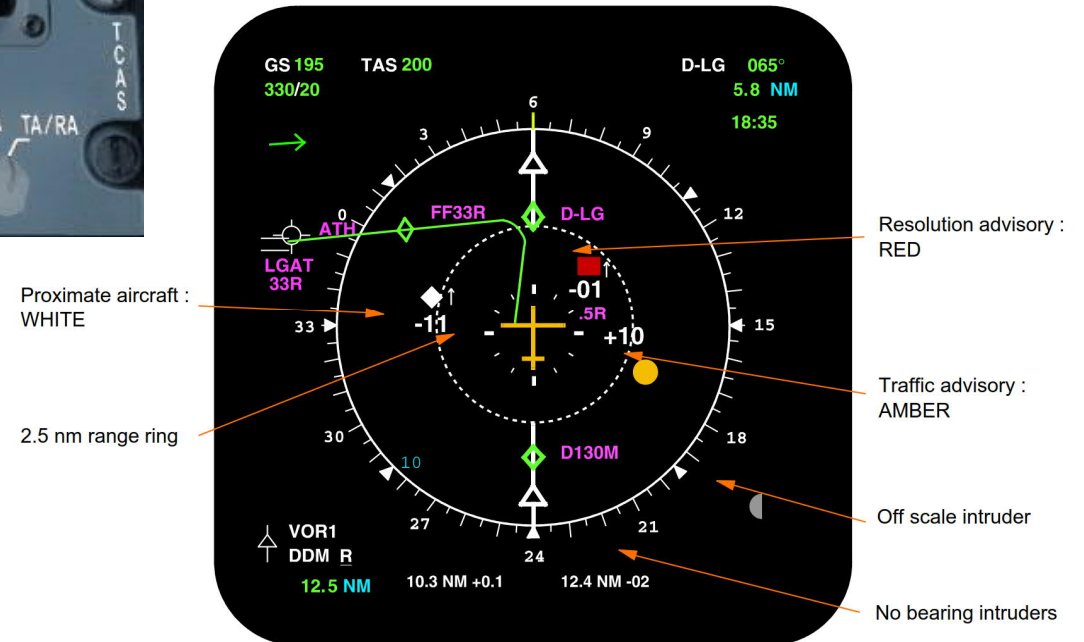 TCAS
TA/RA
GS 195 TAS 200
330/20
D-LG 065°
5.8 NM
18:35
6
3
9
0
12
FF33R
D-LG
ATH
LGAT
33R
Resolution advisory :
RED
Proximate aircraft :
WHITE
-01
-11
.5R
33
+10
15
Traffic advisory :
AMBER
2.5 nm range ring
30
10
D130M
18
27
21
24
Off scale intruder
VOR1
DDM R
12.5 NM
10.3 NM +0.1
12.4 NM -02
No bearing intruders